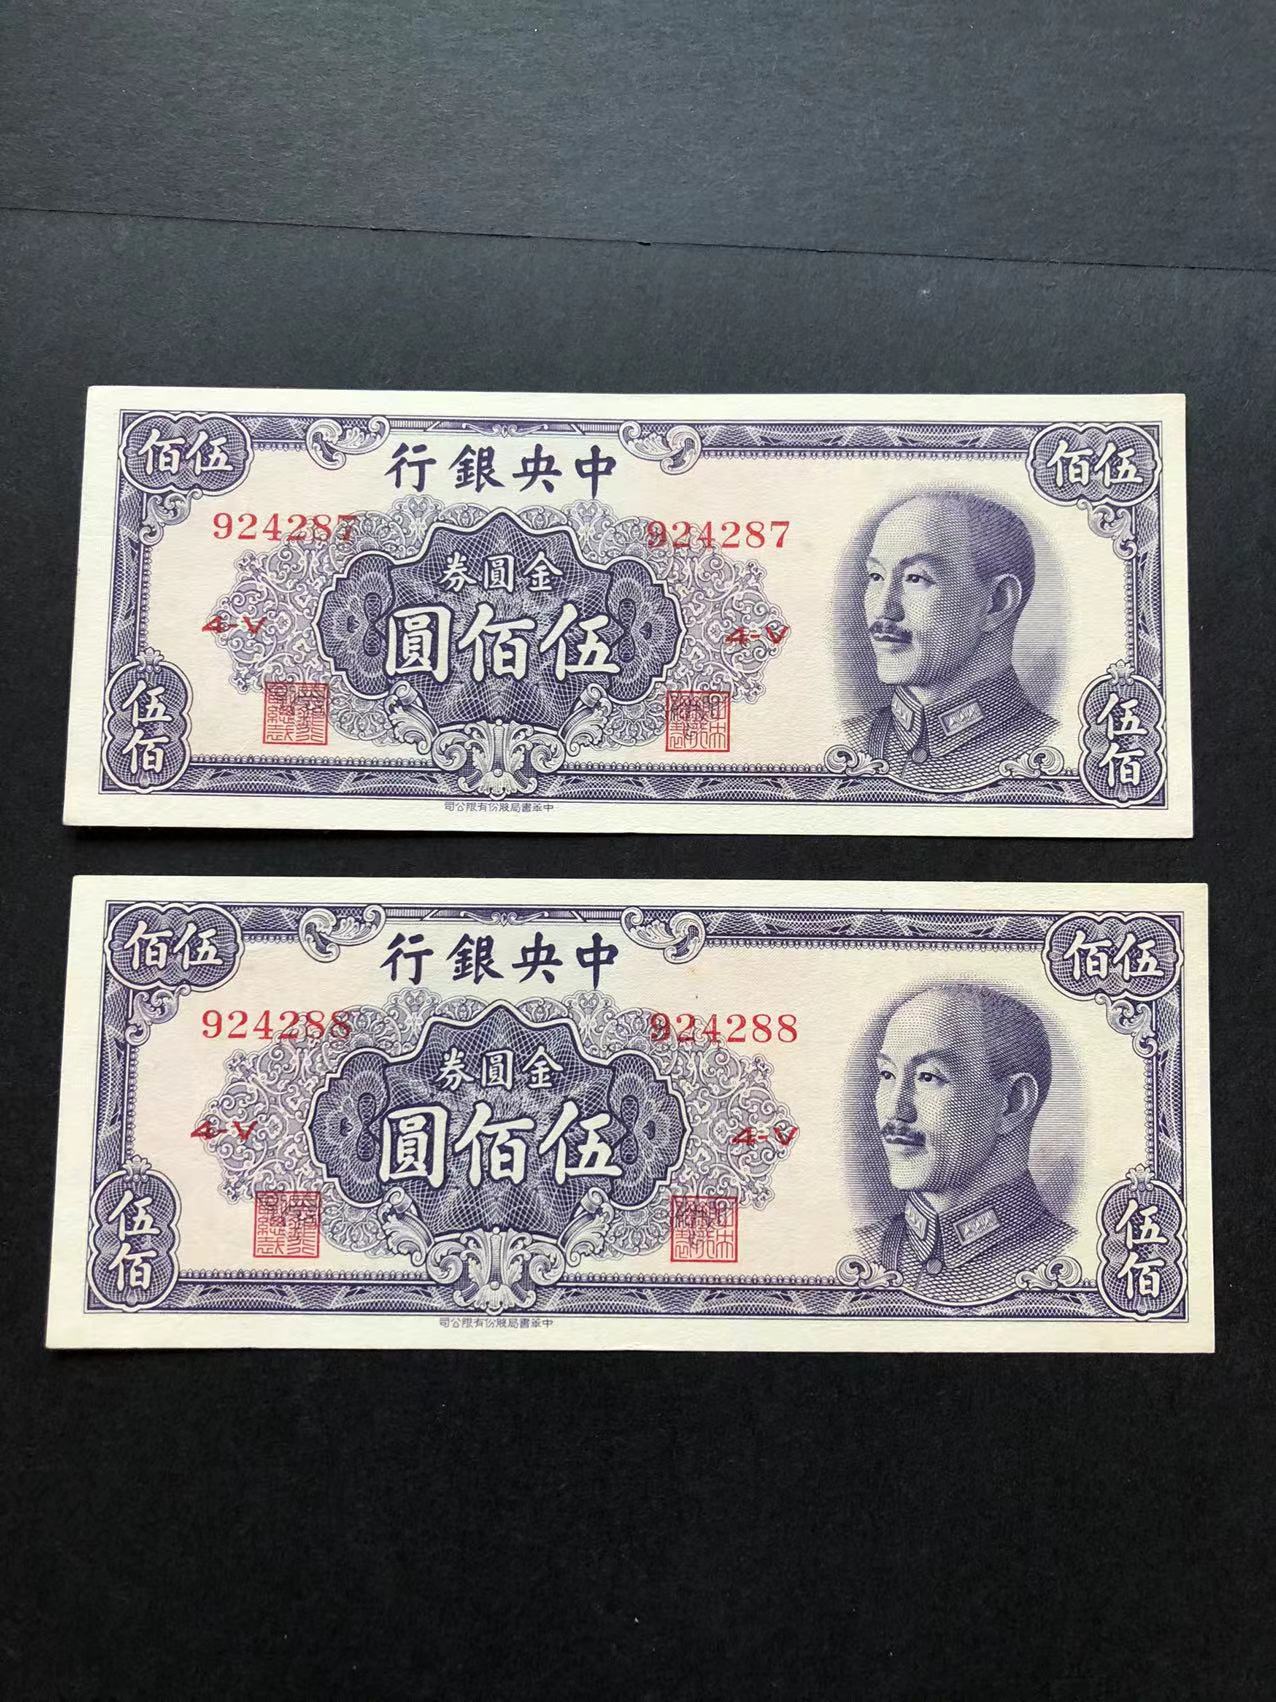 中央銀行
伍佰
伍佰
924287
924287
金圓券
伍佰圓
4-V
4-V
伍佰
伍佰
中華書局股份有限公司
中央銀行
伍佰
伍佰
924288
924288
金圓券
伍佰圓
4-V
4-V
伍佰
伍佰
中華書局股份有限公司